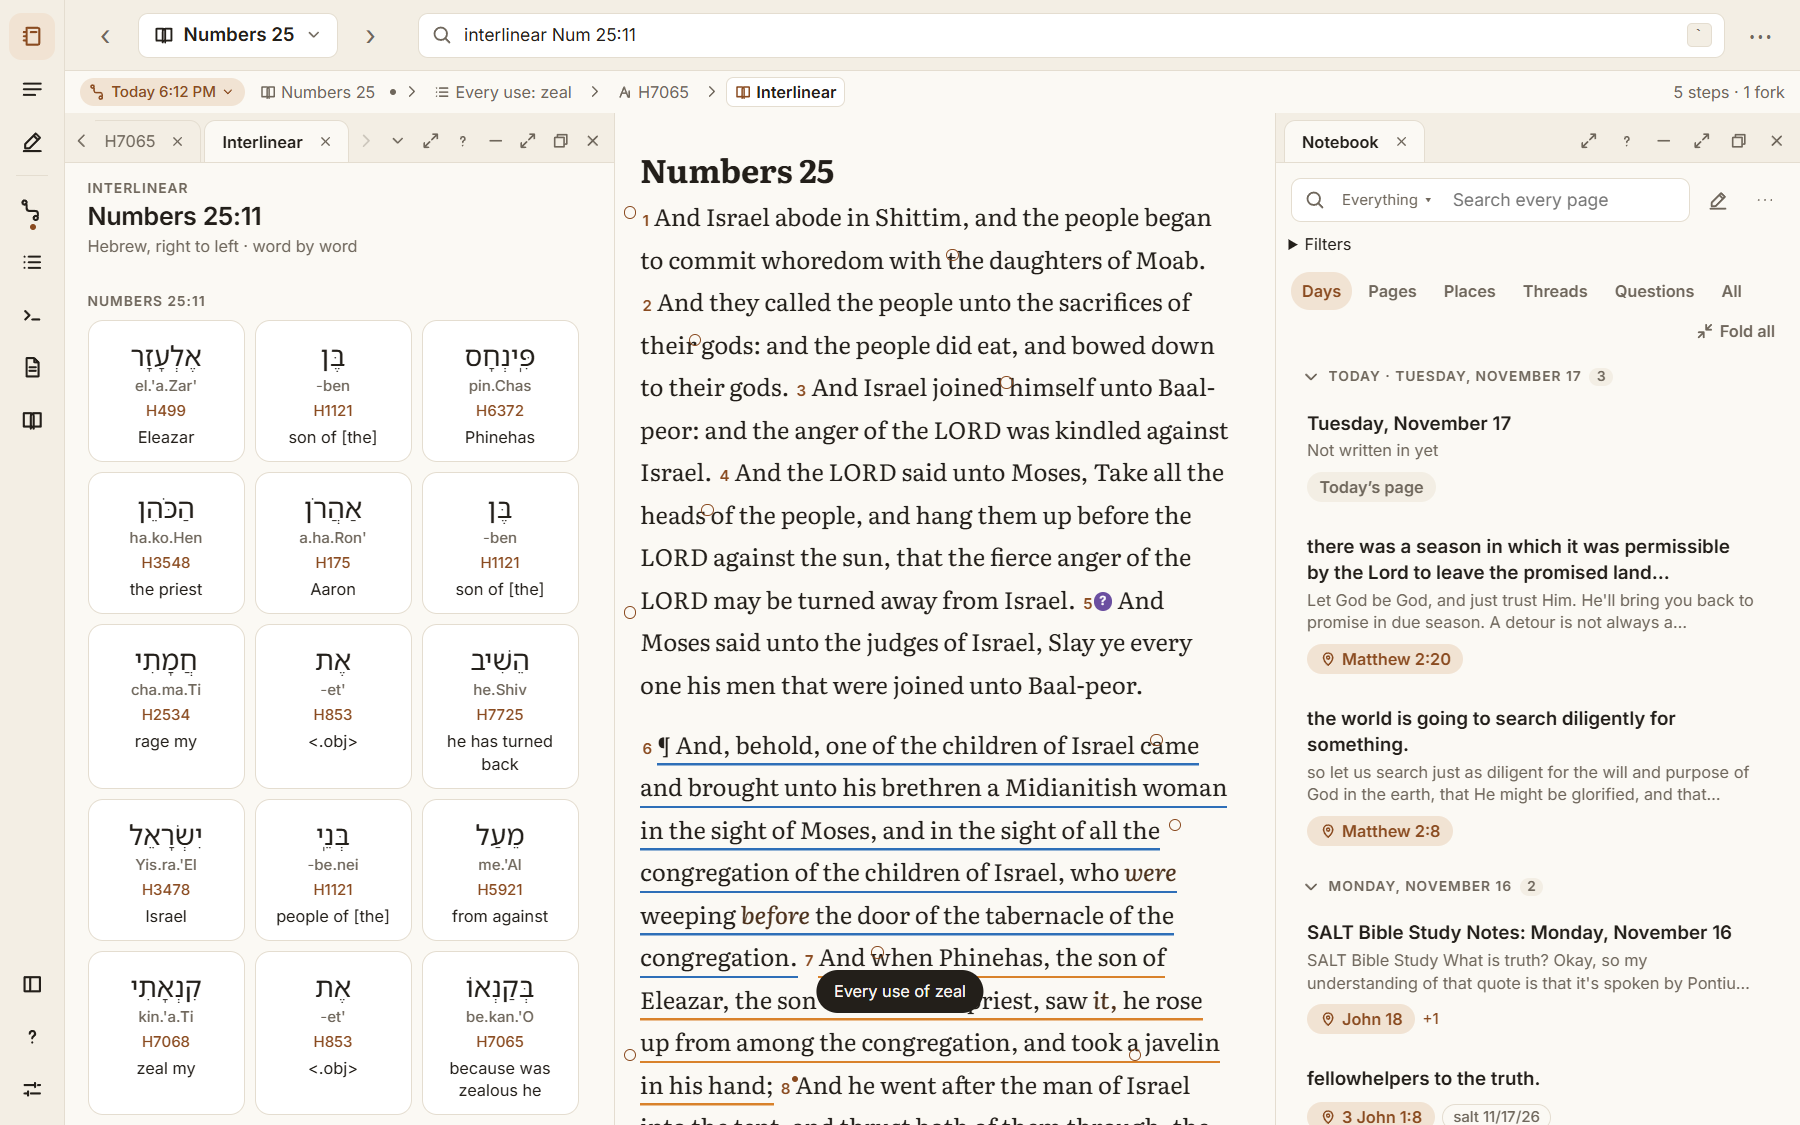 Numbers 25
interlinear Num 25:11
`
Today 6:12 PM
Numbers 25
Every use: zeal
H7065
Interlinear
5 steps · 1 fork
H7065
Interlinear
?
INTERLINEAR
Numbers 25:11
Hebrew, right to left · word by word
NUMBERS 25:11
פִּֽינְחָס
pin.Chas
H6372
Phinehas
בֶּן
-ben
H1121
son of [the]
אֶלְעָזָר
el.'a.Zar'
H499
Eleazar
בֶּן
-ben
H1121
son of [the]
אַהֲרֹן
a.ha.Ron'
H175
Aaron
הַכֹּהֵן
ha.ko.Hen
H3548
the priest
הֵשִׁיב
he.Shiv
H7725
he has turned
back
אֶת
-et'
H853
<.obj>
חֲמָתִי
cha.ma.Ti
H2534
rage my
מֵעַל
me.'Al
H5921
from against
בְּנֵֽי
-be.nei
H1121
people of [the]
יִשְׂרָאֵל
Yis.ra.'El
H3478
Israel
בְּקַנְאוֹ
be.kan.'O
H7065
because was
zealous he
אֶת
-et'
H853
<.obj>
קִנְאָתִי
kin.'a.Ti
H7068
zeal my
Numbers 25
1 And Israel abode in Shittim, and the people began
to commit whoredom with the daughters of Moab.
2 And they called the people unto the sacrifices of
their gods: and the people did eat, and bowed down
to their gods. 3 And Israel joined himself unto Baal-
peor: and the anger of the LORD was kindled against
Israel. 4 And the LORD said unto Moses, Take all the
heads of the people, and hang them up before the
LORD against the sun, that the fierce anger of the
LORD may be turned away from Israel. 5 ? And
Moses said unto the judges of Israel, Slay ye every
one his men that were joined unto Baal-peor.
6 ¶ And, behold, one of the children of Israel came
and brought unto his brethren a Midianitish woman
in the sight of Moses, and in the sight of all the
congregation of the children of Israel, who were
weeping before the door of the tabernacle of the
congregation. 7 And when Phinehas, the son of
Eleazar, the son priest, saw it, he rose
Every use of zeal
up from among the congregation, and took a javelin
in his hand; 8 And he went after the man of Israel
into the tent, and thrust both of them through, the
Notebook
?
Everything
Search every page
Filters
Days
Pages
Places
Threads
Questions
All
Fold all
TODAY · TUESDAY, NOVEMBER 17 3
Tuesday, November 17
Not written in yet
Today's page
there was a season in which it was permissible
by the Lord to leave the promised land...
Let God be God, and just trust Him. He'll bring you back to
promise in due season. A detour is not always a...
Matthew 2:20
the world is going to search diligently for
something.
so let us search just as diligent for the will and purpose of
God in the earth, that He might be glorified, and that...
Matthew 2:8
MONDAY, NOVEMBER 16 2
SALT Bible Study Notes: Monday, November 16
SALT Bible Study What is truth? Okay, so my
understanding of that quote is that it's spoken by Pontiu...
John 18 +1
fellowhelpers to the truth.
3 John 1:8
salt 11/17/26
?